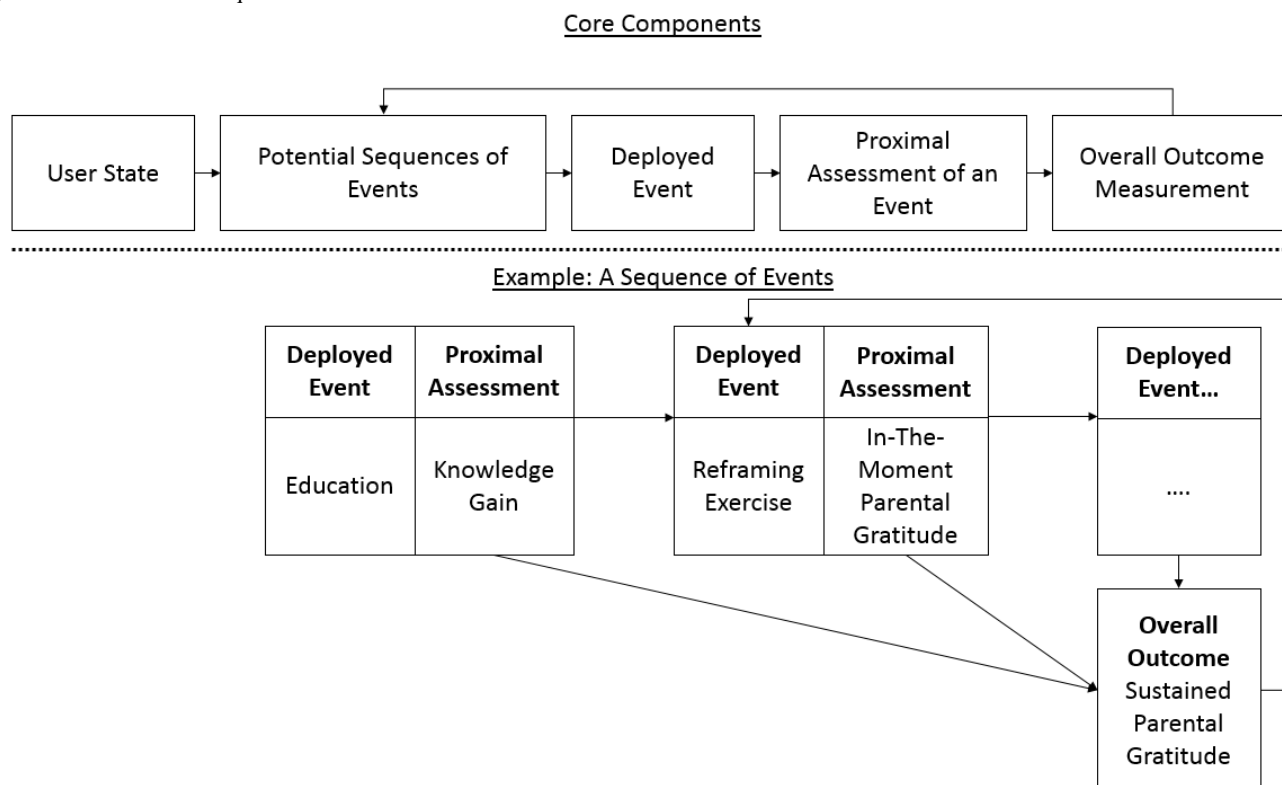 Core Components
User State
Potential Sequences of
Events
Deployed
Event
Proximal
Assessment of an
Event
Overall Outcome
Measurement
Example: A Sequence of Events
Deployed
Event
Proximal
Assessment
Education
Knowledge
Gain
Deployed
Event
Proximal
Assessment
Reframing
Exercise
In-The-
Moment
Parental
Gratitude
Deployed
Event...
....
Overall
Outcome
Sustained
Parental
Gratitude